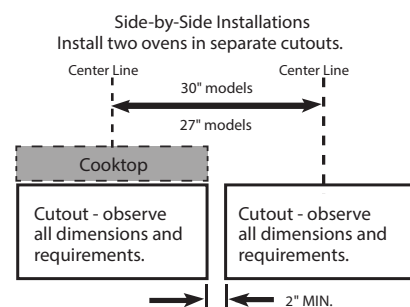 Side-by-Side Installations
Install two ovens in separate cutouts.
Center Line
Center Line
30" models
27" models
Cooktop
Cutout - observe
all dimensions and
requirements.
Cutout - observe
all dimensions and
requirements.
2" MIN.